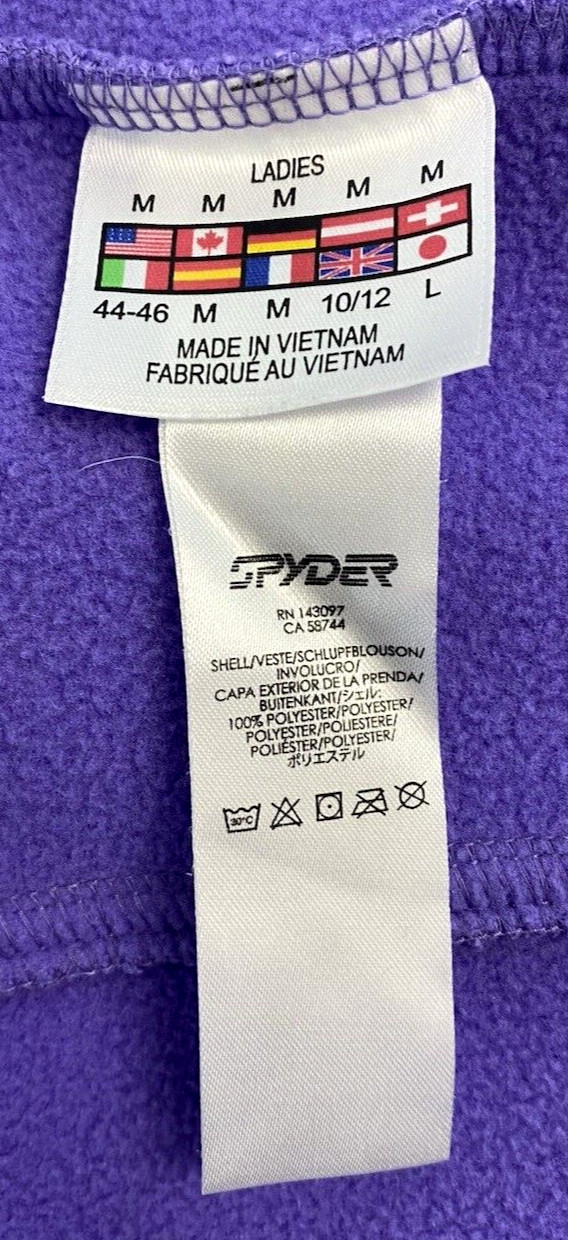 LADIES
M M M M M
44-46 M M 10/12 L
MADE IN VIETNAM
FABRIQUÉ AU VIETNAM
SPYDER
RN 143097
CA 58744
SHELL/VESTE/SCHLUPFBLOUSON/
INVOLUCRO/
CAPA EXTERIOR DE LA PRENDA/
BUITENKANT/シェル:
100% POLYESTER/POLYESTER/
POLYESTER/POLIESTERE/
POLIÉSTER/POLYESTER/
ポリエステル
30°C